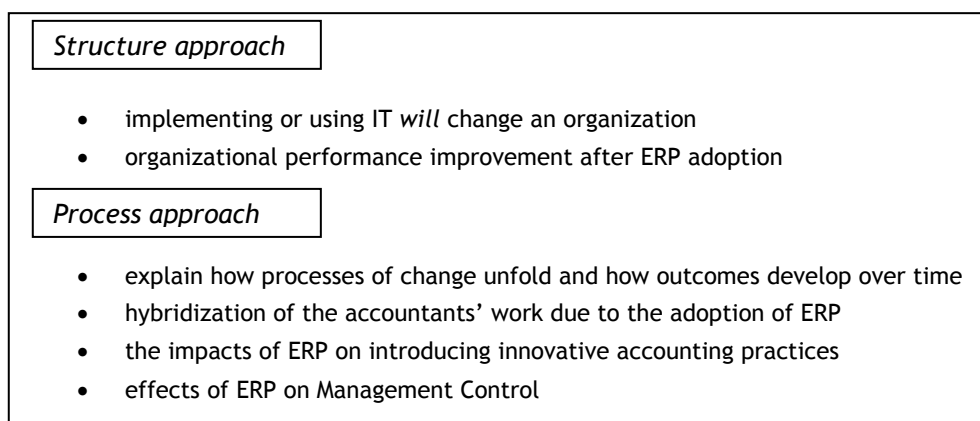 Structure approach
• implementing or using IT will change an organization
• organizational performance improvement after ERP adoption
Process approach
• explain how processes of change unfold and how outcomes develop over time
• hybridization of the accountants’ work due to the adoption of ERP
• the impacts of ERP on introducing innovative accounting practices
• effects of ERP on Management Control